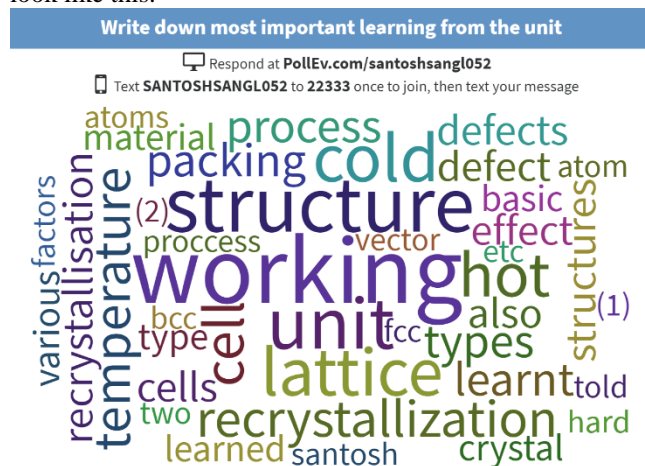 look like this:
Write down most important learning from the unit
Respond at PollEv.com/santoshsangl052
Text SANTOSHSANGL052 to 22333 once to join, then text your message
atoms
material
process
defects
packing
cold
defect
atom
factors
various
recrystallisation
temperature
(2)
structure
basic
effect
structures
proccess
vector
etc
working
hot
(1)
bcc
type
cell
unit
fcc
also
types
lattice
cells
learnt
told
two
recrystallization
hard
learned
santosh
crystal